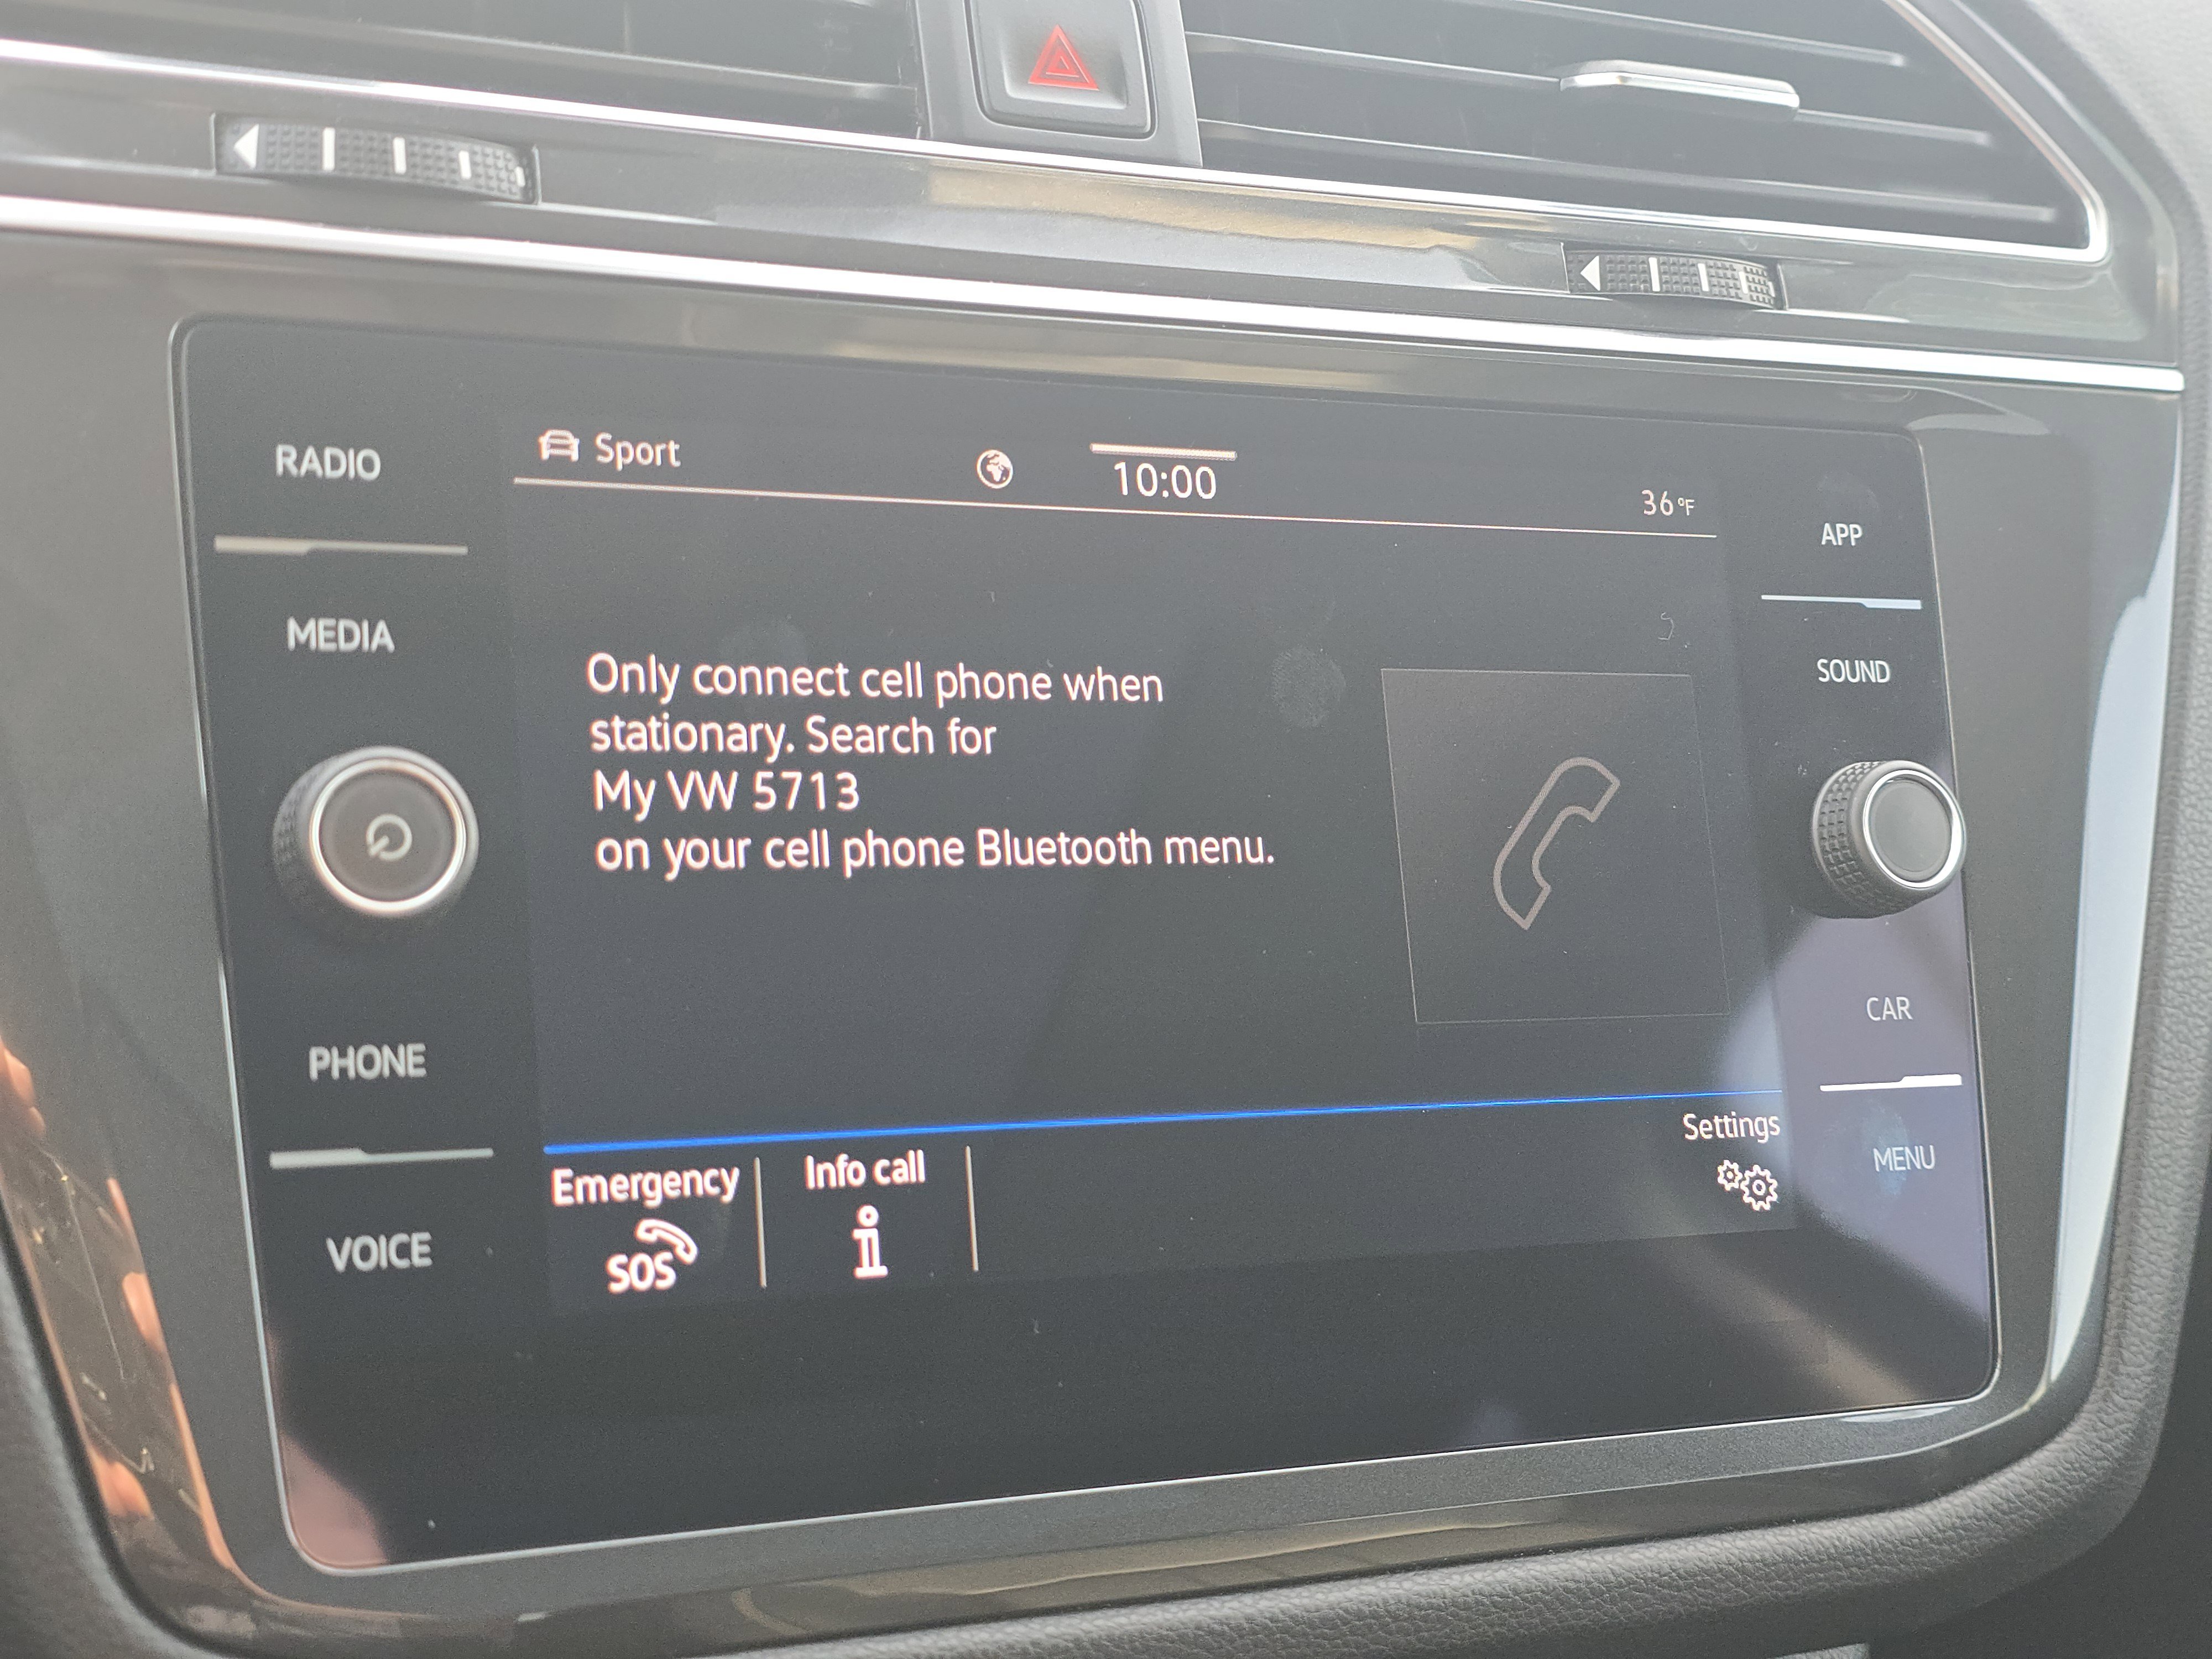 RADIO
MEDIA
PHONE
VOICE
Sport
10:00
36°F
Only connect cell phone when
stationary. Search for
My VW 5713
on your cell phone Bluetooth menu.
Emergency
SOS
Info call
i
Settings
APP
SOUND
CAR
MENU